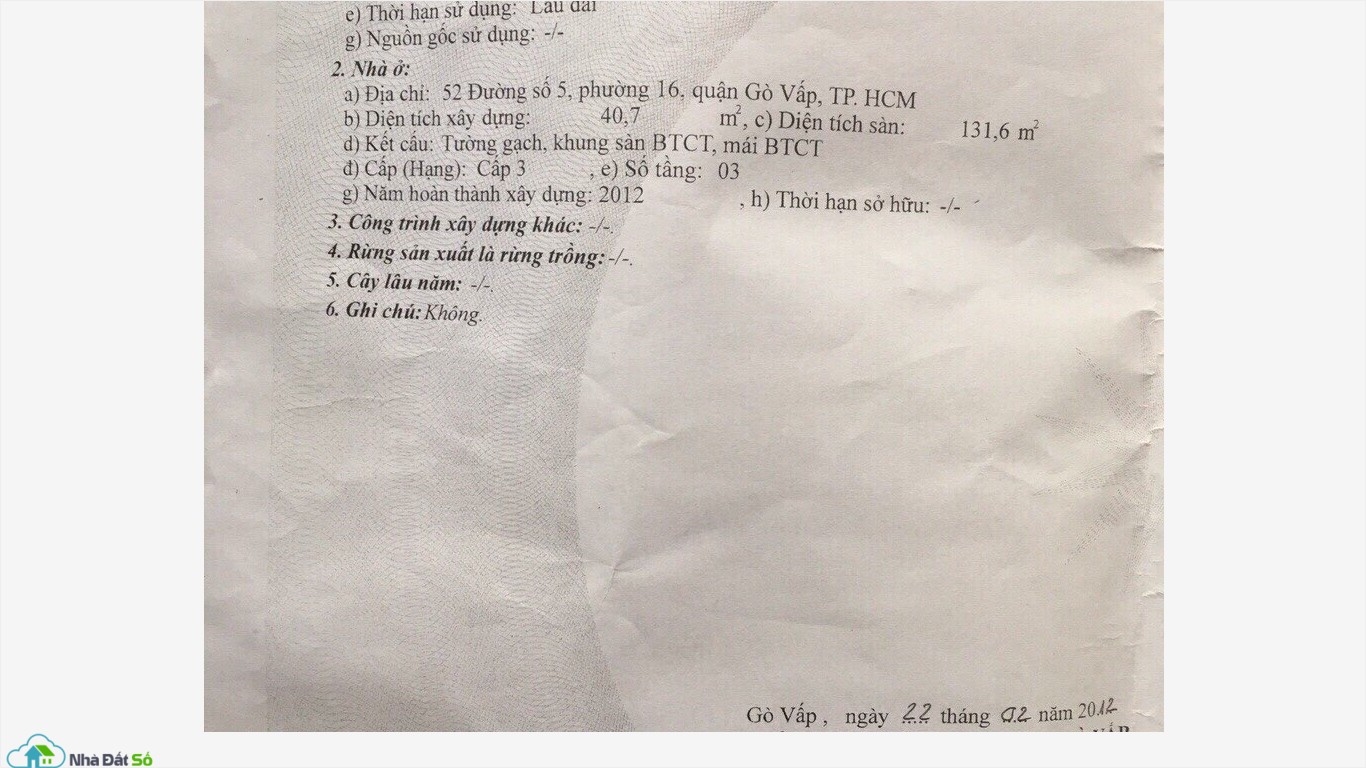 e) Thời hạn sử dụng: Lâu dài
g) Nguồn gốc sử dụng: -/-
2. Nhà ở:
a) Địa chỉ: 52 Đường số 5, phường 16, quận Gò Vấp, TP. HCM
b) Diện tích xây dựng: 40,7 m², c) Diện tích sàn: 131,6 m²
d) Kết cấu: Tường gạch, khung sàn BTCT, mái BTCT
đ) Cấp (Hạng): Cấp 3 , e) Số tầng: 03
g) Năm hoàn thành xây dựng: 2012 , h) Thời hạn sở hữu: -/-
3. Công trình xây dựng khác: -/-.
4. Rừng sản xuất là rừng trồng: -/-.
5. Cây lâu năm: -/-.
6. Ghi chú: Không.
Gò Vấp , ngày 22 tháng 02 năm 2012
Nhà Đất Số